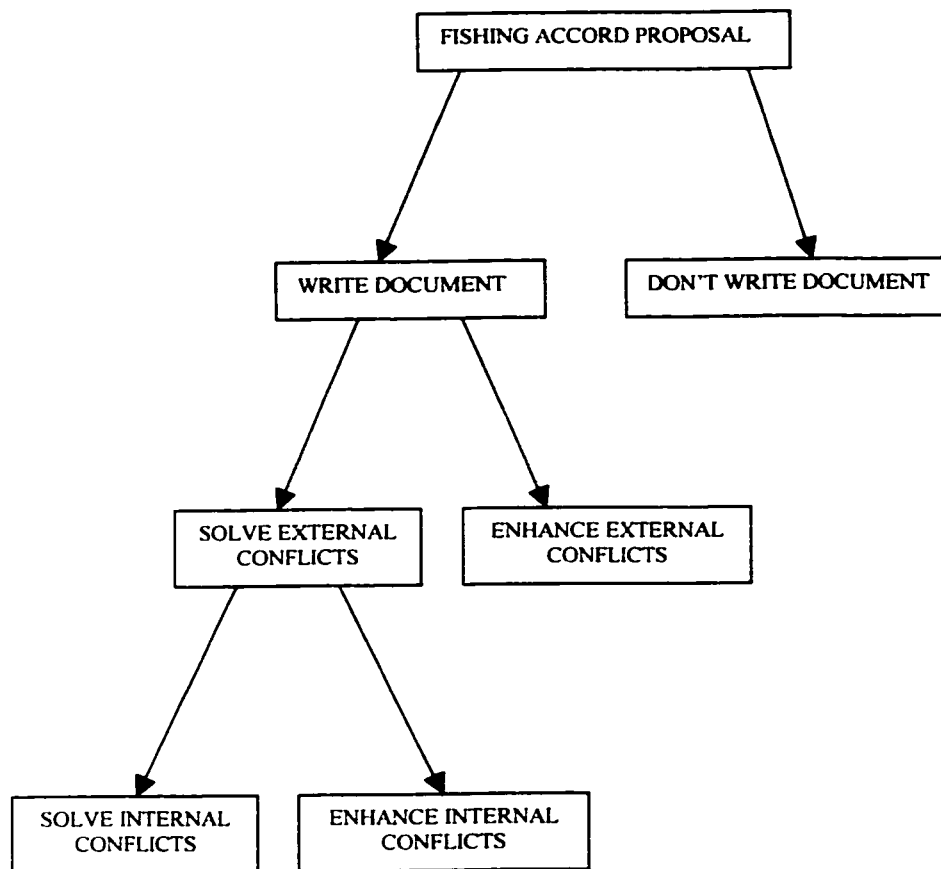 FISHING ACCORD PROPOSAL
WRITE DOCUMENT
DON'T WRITE DOCUMENT
SOLVE EXTERNAL
CONFLICTS
ENHANCE EXTERNAL
CONFLICTS
SOLVE INTERNAL
CONFLICTS
ENHANCE INTERNAL
CONFLICTS